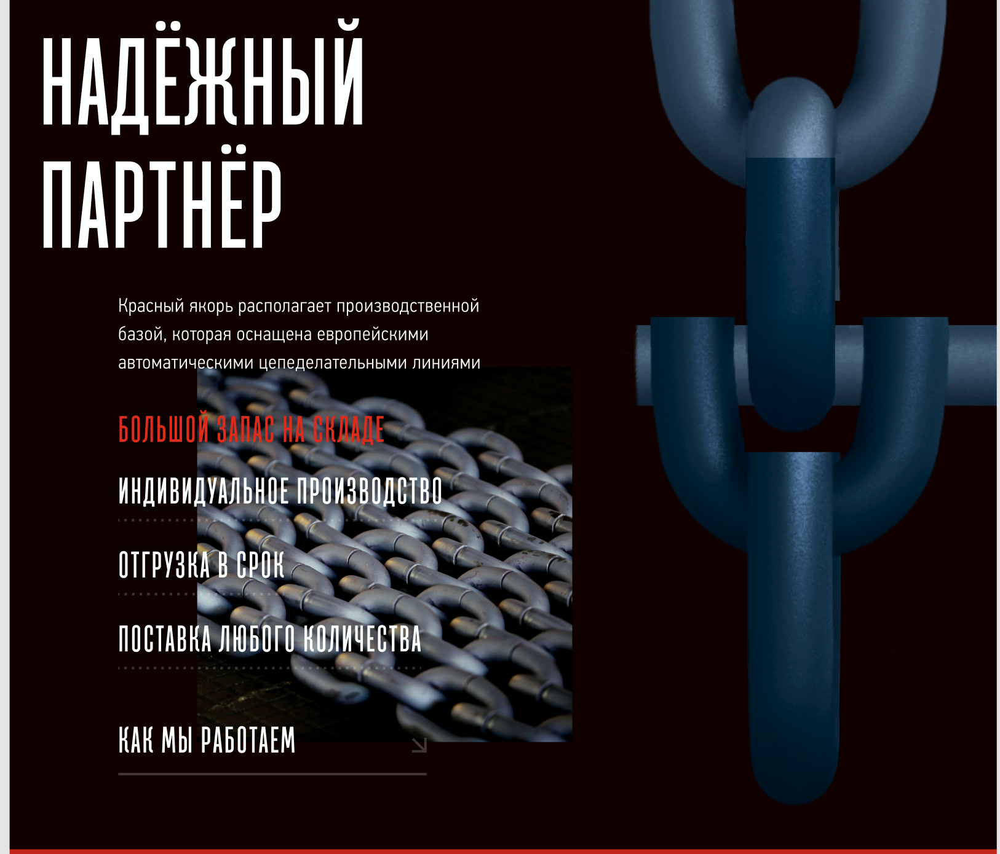 НАДЁЖНЫЙ
ПАРТНЁР
Красный якорь располагает производственной
базой, которая оснащена европейскими
автоматическими цепеделательными линиями
БОЛЬШОЙ ЗАПАС НА СКЛАДЕ
ИНДИВИДУАЛЬНОЕ ПРОИЗВОДСТВО
ОТГРУЗКА В СРОК
ПОСТАВКА ЛЮБОГО КОЛИЧЕСТВА
КАК МЫ РАБОТАЕМ